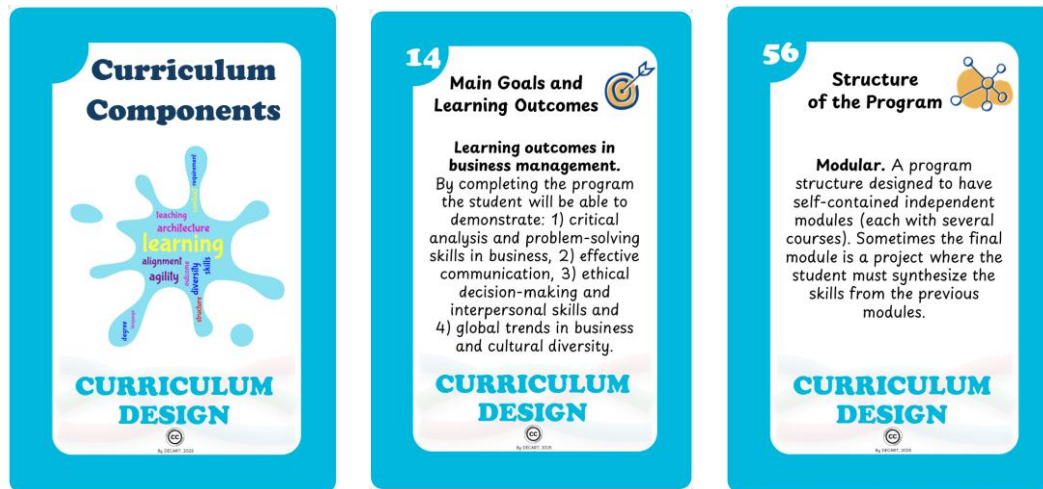 Curriculum
Components
requirement
teaching
architecture
learning
alignment
agility
outcome
diversity
skills
structure
degree
language
CURRICULUM
DESIGN
cc
14
Main Goals and
Learning Outcomes
Learning outcomes in
business management.
By completing the program
the student will be able to
demonstrate: 1) critical
analysis and problem-solving
skills in business, 2) effective
communication, 3) ethical
decision-making and
interpersonal skills and
4) global trends in business
and cultural diversity.
CURRICULUM
DESIGN
cc
56
Structure
of the Program
Modular. A program
structure designed to have
self-contained independent
modules (each with several
courses). Sometimes the final
module is a project where the
student must synthesize the
skills from the previous
modules.
CURRICULUM
DESIGN
cc